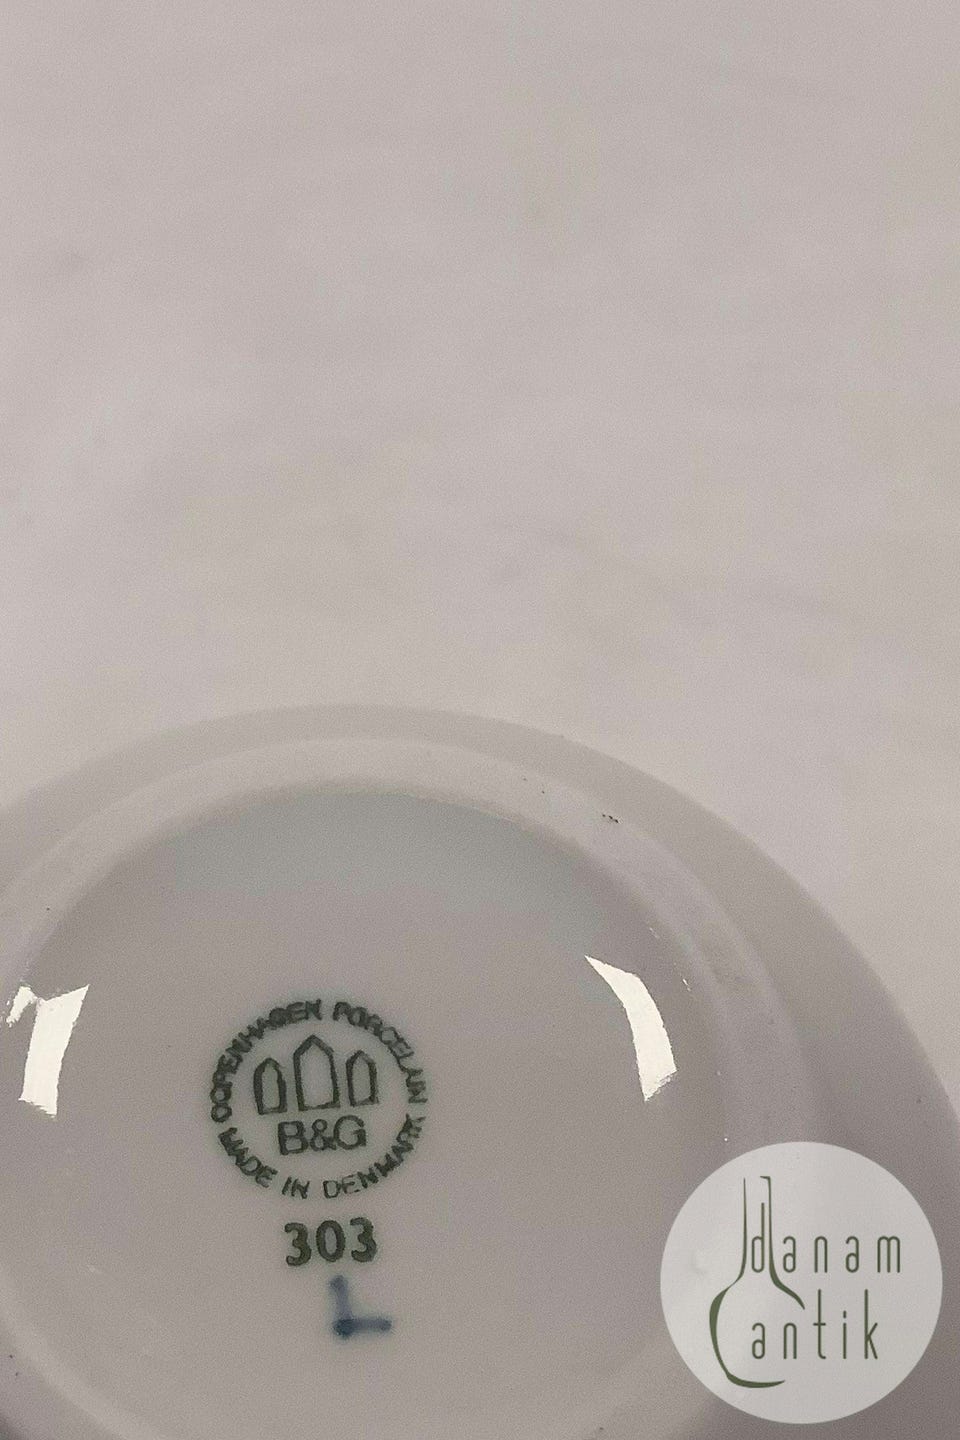 COPENHAGEN PORCELAIN
B&G
MADE IN DENMARK
303
L
danam
antik